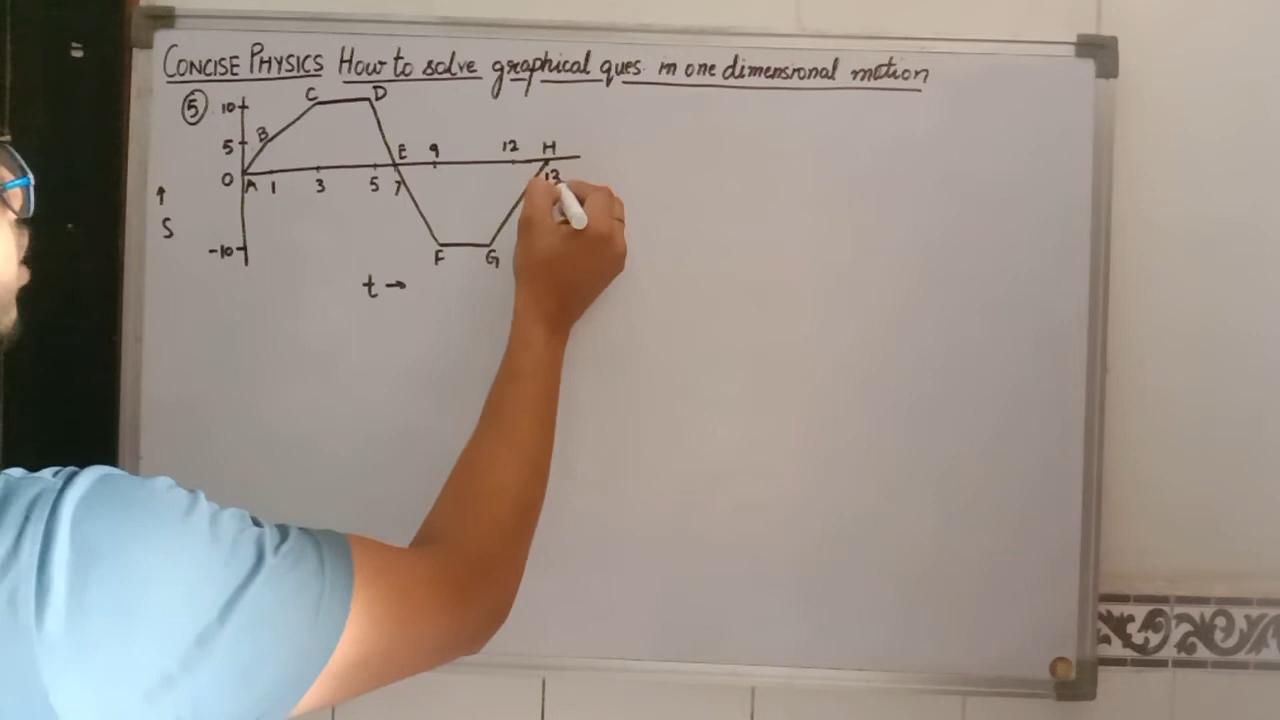 CONCISE PHYSICS How to solve graphical ques. in one dimensional motion
5
C D
10
B
5 E 9 12 H
0 A 1 3 5 7 13
S
-10
F G
t →